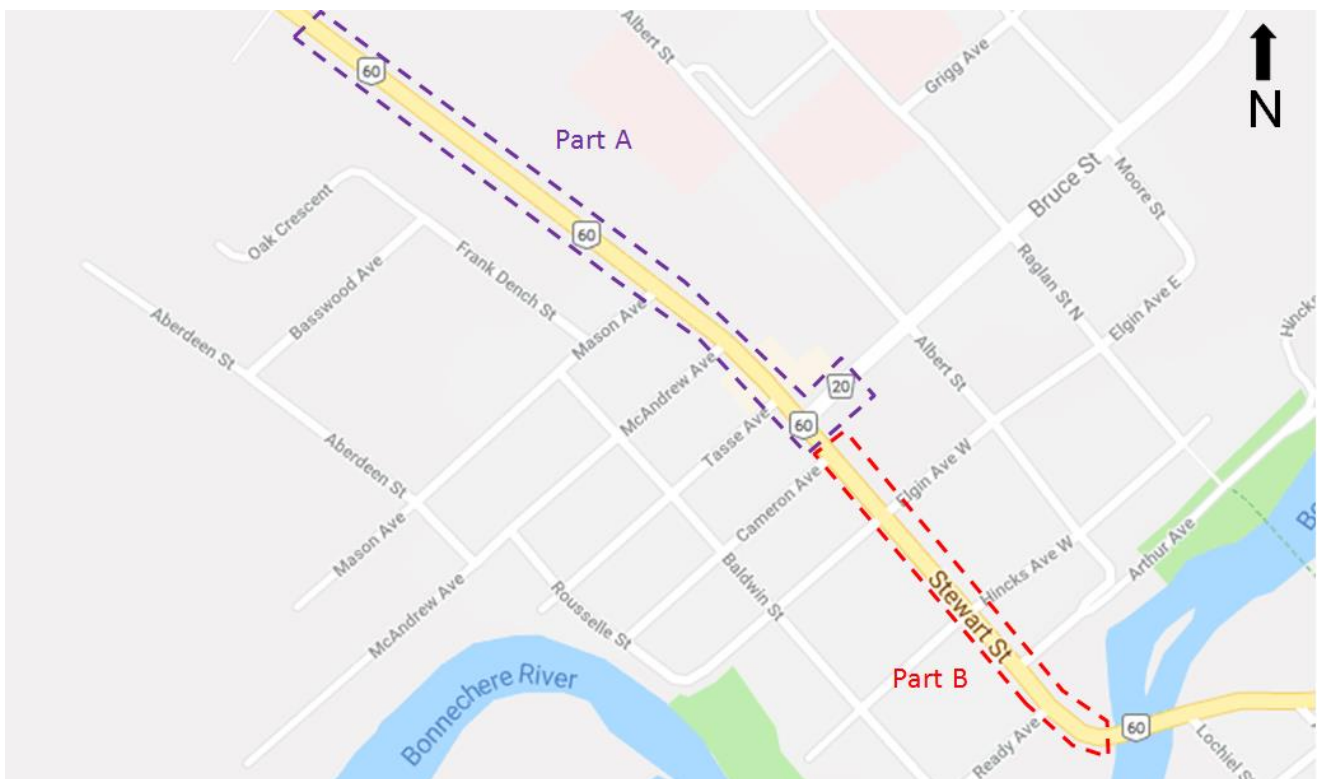 Albert St
Grigg Ave
N
60
Part A
Bruce St
Moore St
Oak Crescent
60
Raglan St N
Frank Dench St
Basswood Ave
Mason Ave
Elgin Ave E
Hincks
Aberdeen St
McAndrew Ave
Albert St
20
Tasse Ave
60
Elgin Ave W
Cameron Ave
Aberdeen St
Mason Ave
Arthur Ave
Baldwin St
Hincks Ave W
Stewart St
McAndrew Ave
Rousselle St
Part B
Bonnechere River
60
Ready Ave
Lochiel S